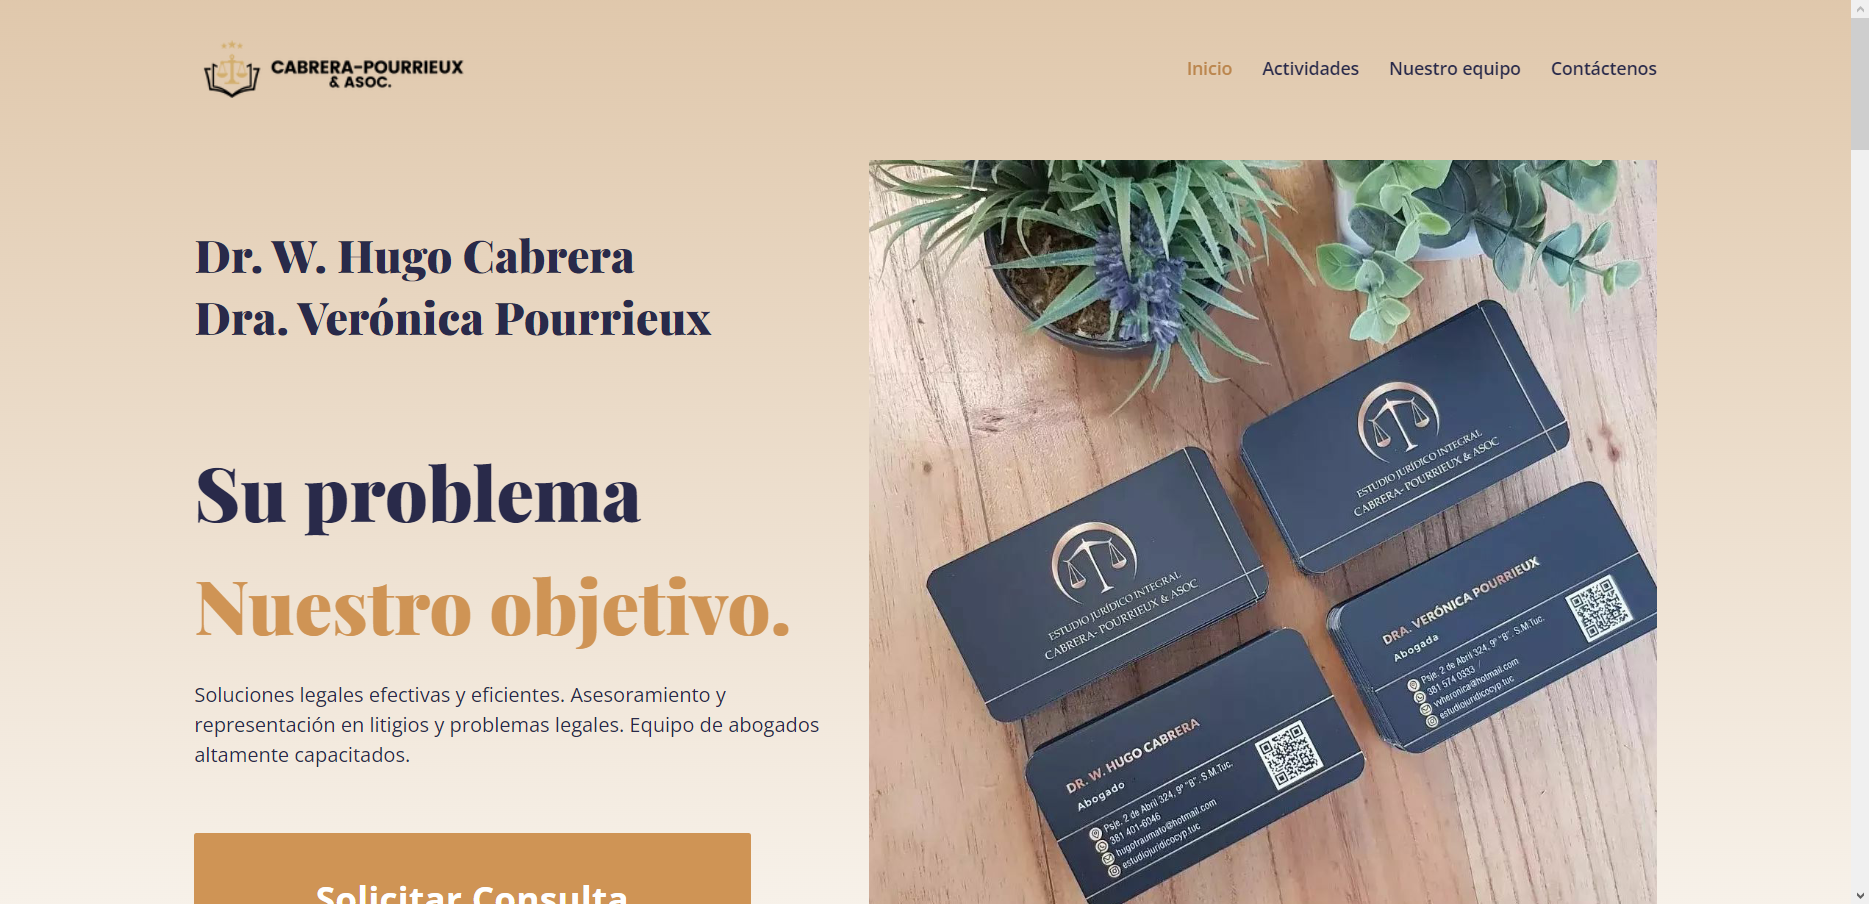 CABRERA-POURRIEUX
& ASOC.
Inicio
Actividades
Nuestro equipo
Contáctenos
Dr. W. Hugo Cabrera
Dra. Verónica Pourrieux
Su problema
Nuestro objetivo.
Soluciones legales efectivas y eficientes. Asesoramiento y
representación en litigios y problemas legales. Equipo de abogados
altamente capacitados.
Solicitar Consulta
ESTUDIO JURÍDICO INTEGRAL
CABRERA- POURRIEUX & ASOC
ESTUDIO JURÍDICO INTEGRAL
CABRERA- POURRIEUX & ASOC
DRA. VERÓNICA POURRIEUX
Abogada
Psje. 2 de Abril 324, 9º "B". S.M.Tuc.
381 574 0333
vvheronica@hotmail.com
estudiojuridicocyp.tuc
DR. W. HUGO CABRERA
Abogado
Psje. 2 de Abril 324, 9º "B". S.M.Tuc.
381 401-6046
hugotraumato@hotmail.com
estudiojuridicocyp.tuc